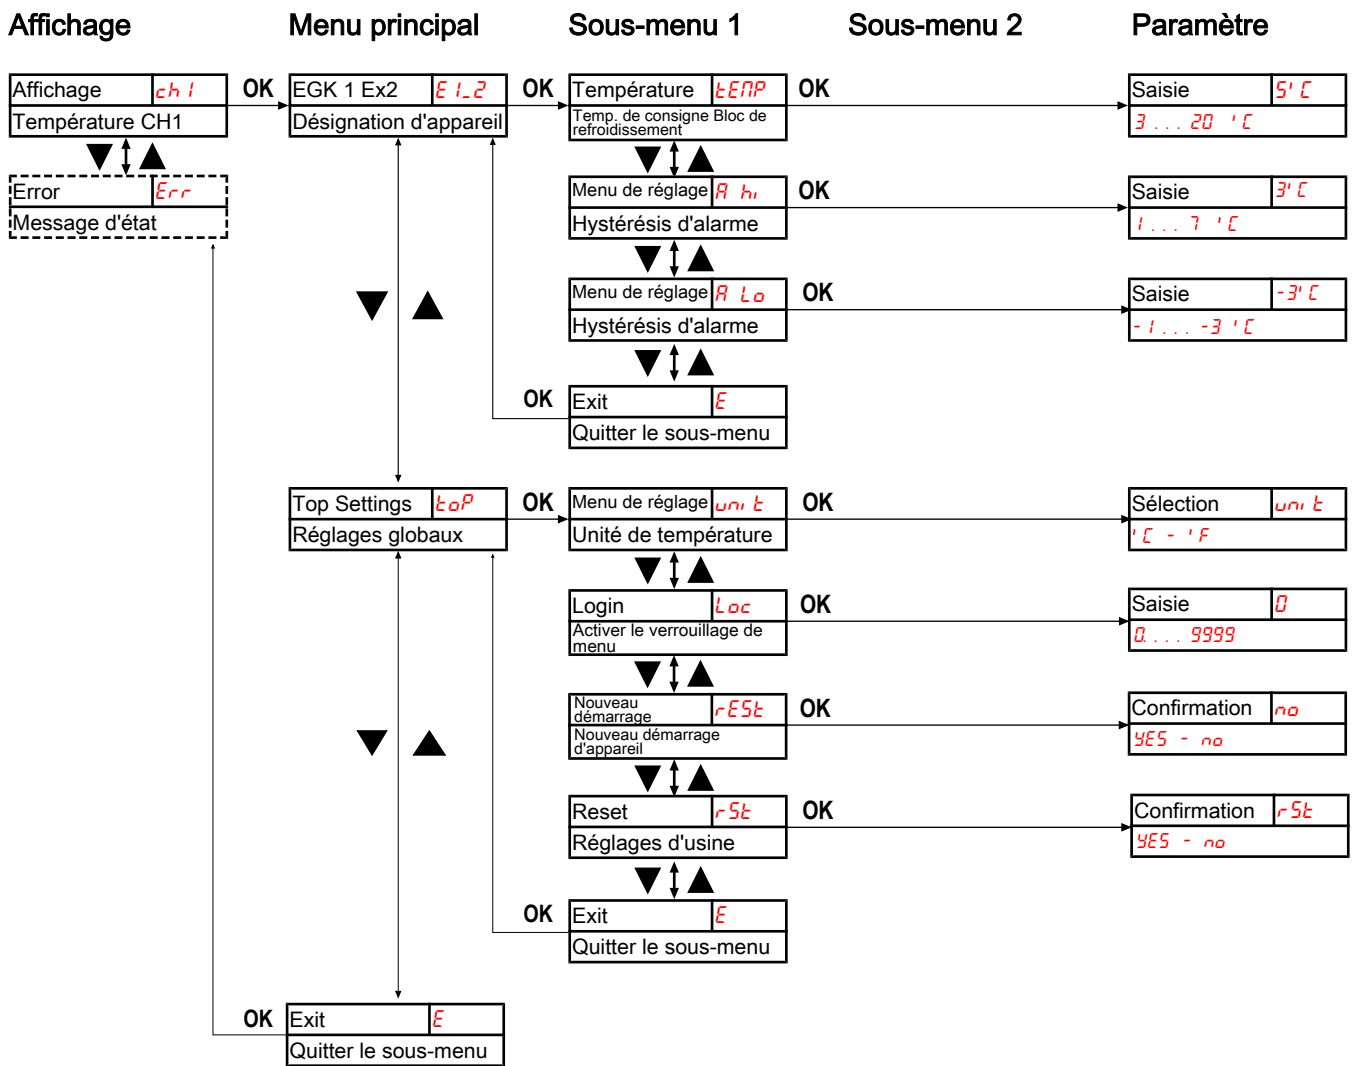 Affichage Menu principal Sous-menu 1 Sous-menu 2 Paramètre
Affichage ch1 OK EGK 1 Ex2 E1_2 OK Température tEMP OK Saisie 5'C
Température CH1 Désignation d'appareil Temp. de consigne Bloc de refroidissement 3 . . . 20 'C
Error Err
Message d'état
Menu de réglage A hi OK Saisie 3'C
Hystérésis d'alarme 1 . . . 7 'C
Menu de réglage A Lo OK Saisie -3'C
Hystérésis d'alarme -1 . . . -3 'C
OK Exit E
Quitter le sous-menu
Top Settings toP OK Menu de réglage unit OK Sélection unit
Réglages globaux Unité de température 'C - 'F
Login Loc OK Saisie 0
Activer le verrouillage de menu 0. . . . 9999
Nouveau démarrage rESt OK Confirmation no
Nouveau démarrage d'appareil YES - no
Reset rSt OK Confirmation rSt
Réglages d'usine YES - no
OK Exit E
Quitter le sous-menu
OK Exit E
Quitter le sous-menu